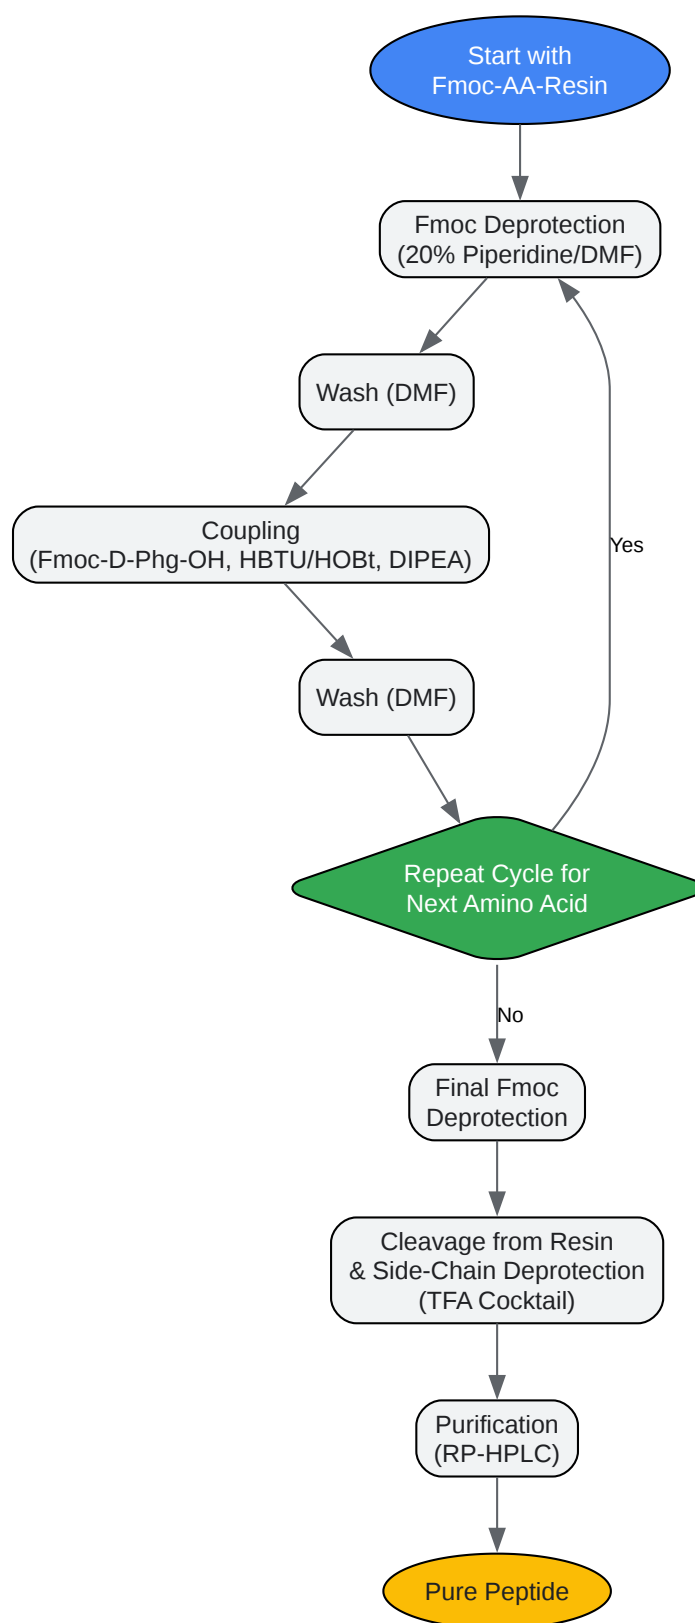 Start with
Fmoc-AA-Resin
Fmoc Deprotection
(20% Piperidine/DMF)
Wash (DMF)
Coupling
(Fmoc-D-Phg-OH, HBTU/HOBt, DIPEA)
Yes
Wash (DMF)
Repeat Cycle for
Next Amino Acid
No
Final Fmoc
Deprotection
Cleavage from Resin
& Side-Chain Deprotection
(TFA Cocktail)
Purification
(RP-HPLC)
Pure Peptide